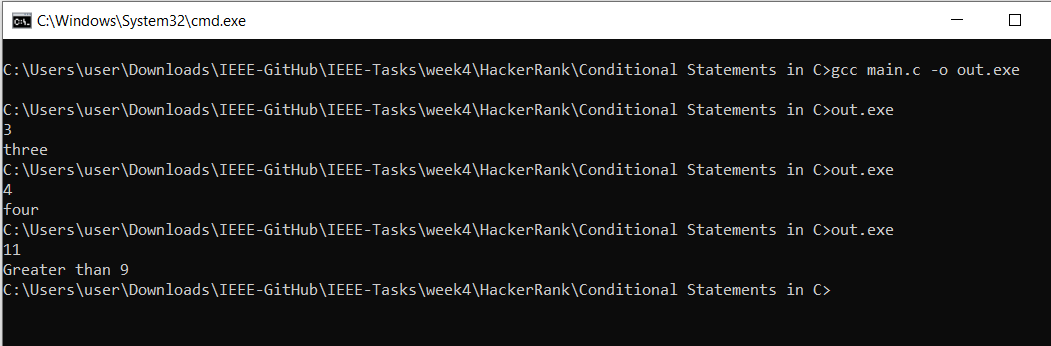 C:\Windows\System32\cmd.exe
C:\Users\user\Downloads\IEEE-GitHub\IEEE-Tasks\week4\HackerRank\Conditional Statements in C>gcc main.c -o out.exe
C:\Users\user\Downloads\IEEE-GitHub\IEEE-Tasks\week4\HackerRank\Conditional Statements in C>out.exe
3
three
C:\Users\user\Downloads\IEEE-GitHub\IEEE-Tasks\week4\HackerRank\Conditional Statements in C>out.exe
4
four
C:\Users\user\Downloads\IEEE-GitHub\IEEE-Tasks\week4\HackerRank\Conditional Statements in C>out.exe
11
Greater than 9
C:\Users\user\Downloads\IEEE-GitHub\IEEE-Tasks\week4\HackerRank\Conditional Statements in C>